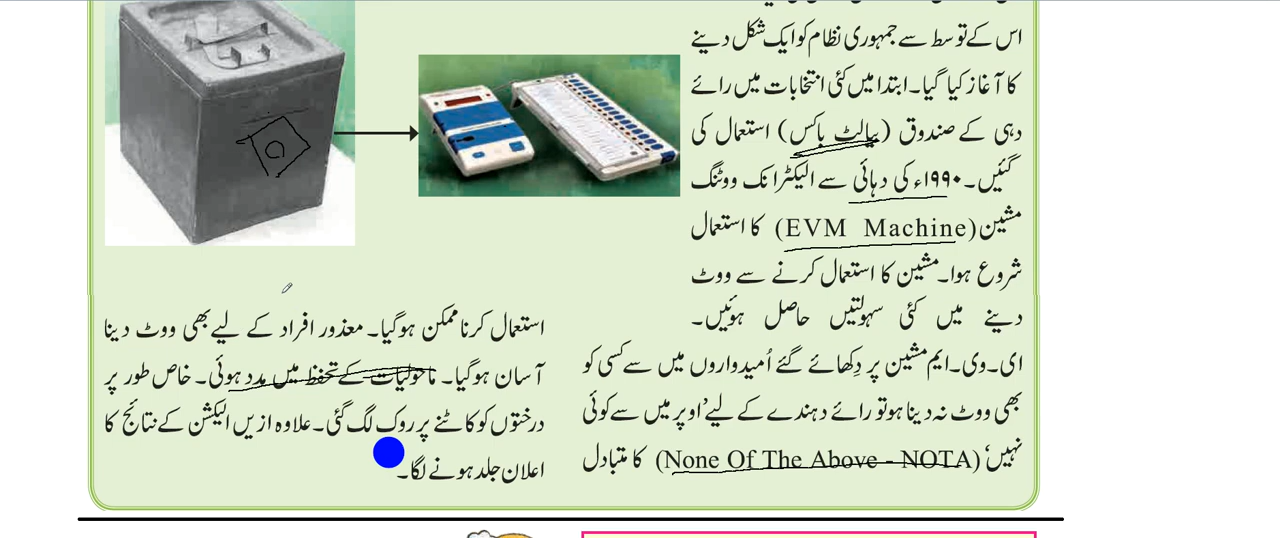 اس کے توسط سے جمہوری نظام کو ایک شکل دینے
کا آغاز کیا گیا۔ ابتدا میں کئی انتخابات میں رائے
دہی کے صندوق (بیالٹ باکس) استعمال کی
گئیں۔ ۱۹۹۰ء کی دہائی سے الیکٹرانک ووٹنگ
مشین (EVM Machine) کا استعمال
شروع ہوا۔ مشین کا استعمال کرنے سے ووٹ
دینے میں کئی سہولتیں حاصل ہوئیں۔
ای۔وی۔ایم مشین پر دِکھائے گئے اُمیدواروں میں سے کسی کو
بھی ووٹ نہ دینا ہو تو رائے دہندے کے لیے ’اوپر میں سے کوئی
نہیں‘ (None Of The Above - NOTA) کا متبادل
استعمال کرنا ممکن ہوگیا۔ معذور افراد کے لیے بھی ووٹ دینا
آسان ہوگیا۔ ماحولیات کے تحفظ میں مدد ہوئی۔ خاص طور پر
درختوں کو کاٹنے پر روک لگ گئی۔ علاوہ ازیں الیکشن کے نتائج کا
اعلان جلد ہونے لگا۔